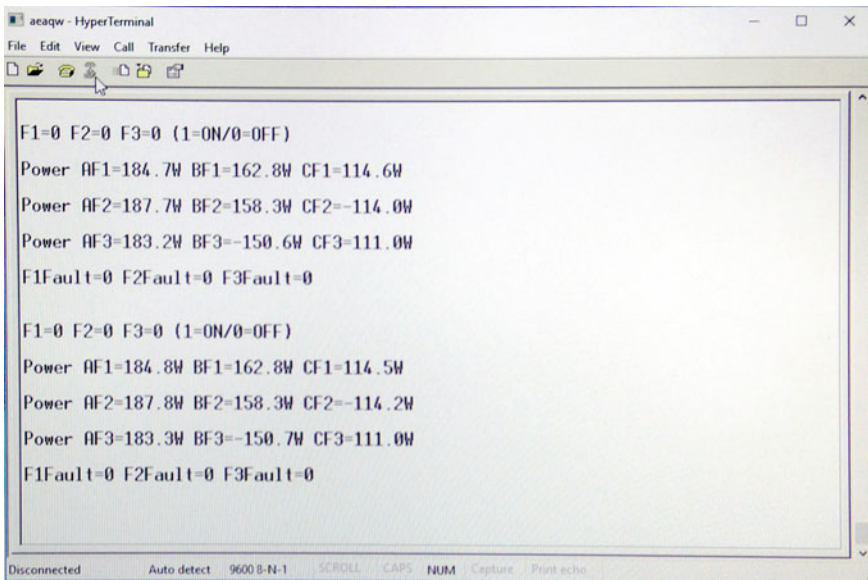 aeaqw - HyperTerminal
File Edit View Call Transfer Help
F1=0 F2=0 F3=0 (1=ON/0=OFF)
Power AF1=184.7W BF1=162.8W CF1=114.6W
Power AF2=187.7W BF2=158.3W CF2=-114.0W
Power AF3=183.2W BF3=-150.6W CF3=111.0W
F1Fault=0 F2Fault=0 F3Fault=0
F1=0 F2=0 F3=0 (1=ON/0=OFF)
Power AF1=184.8W BF1=162.8W CF1=114.5W
Power AF2=187.8W BF2=158.3W CF2=-114.2W
Power AF3=183.3W BF3=-150.7W CF3=111.0W
F1Fault=0 F2Fault=0 F3Fault=0
Disconnected Auto detect 9600 8-N-1 SCROLL CAPS NUM Capture Print echo